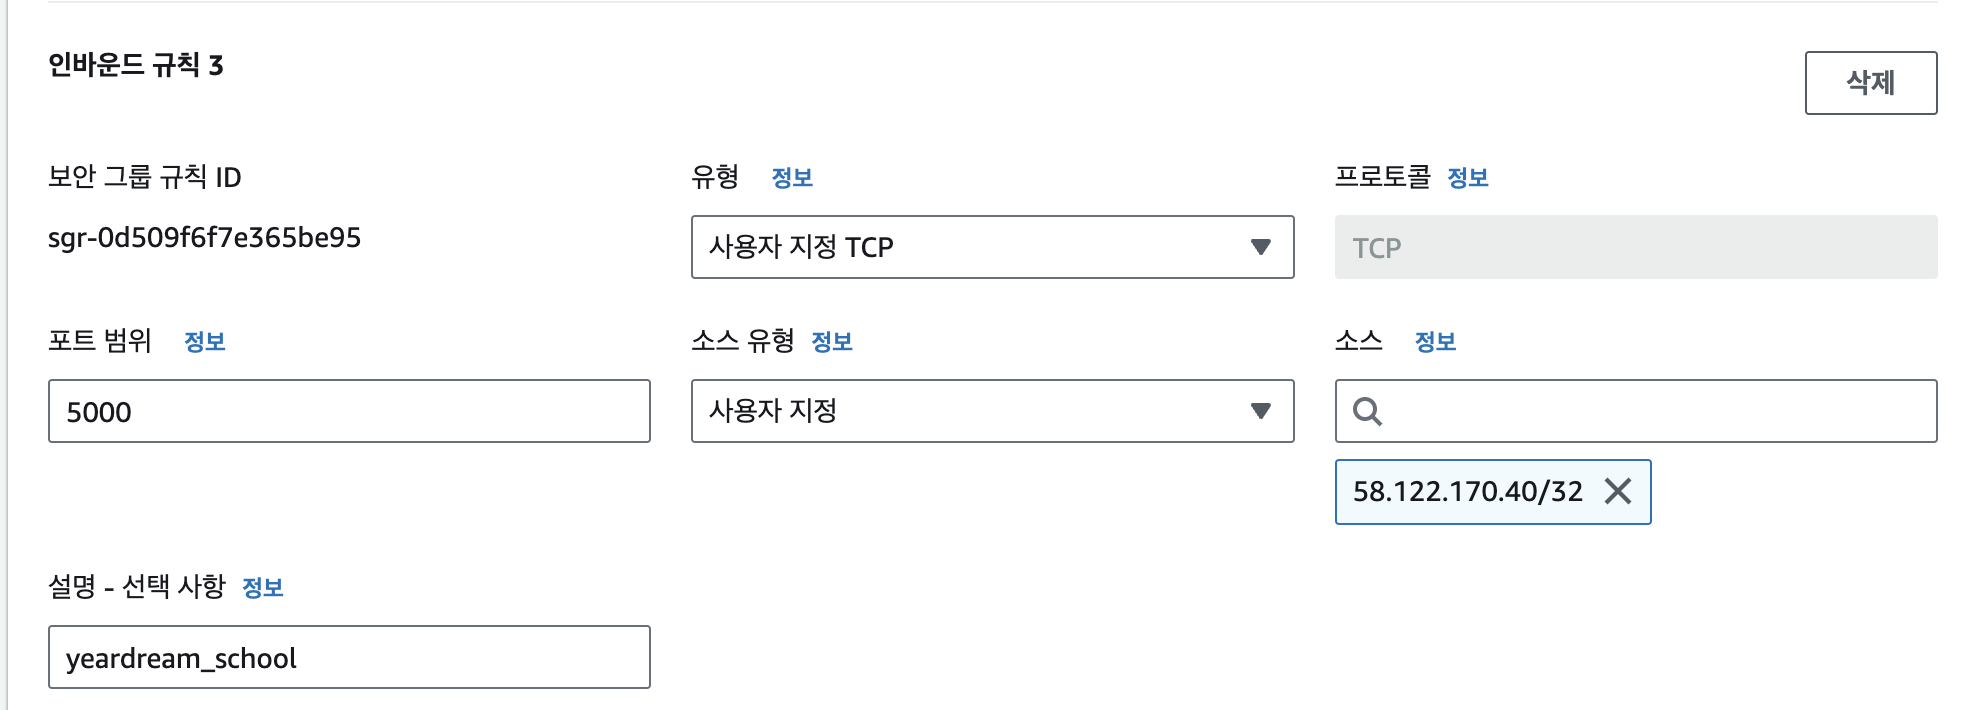 인바운드 규칙 3
삭제
보안 그룹 규칙 ID
sgr-0d509f6f7e365be95
유형 정보
사용자 지정 TCP
프로토콜 정보
TCP
포트 범위 정보
5000
소스 유형 정보
사용자 지정
소스 정보
58.122.170.40/32
설명 - 선택 사항 정보
yeardream_school